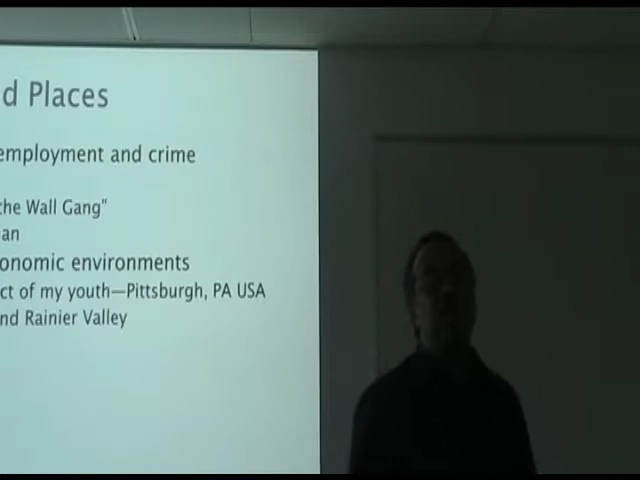 d Places
employment and crime
the Wall Gang"
an
onomic environments
ct of my youth—Pittsburgh, PA USA
nd Rainier Valley